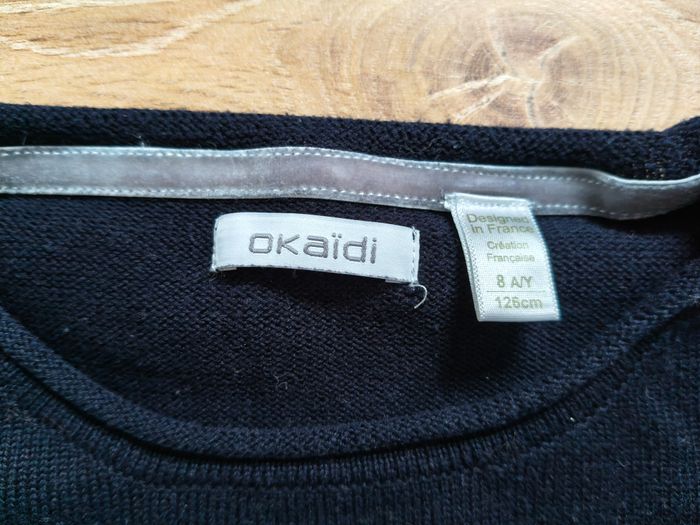 oKaïdi
Designed
in France
Création
Française
8 A/Y
126cm